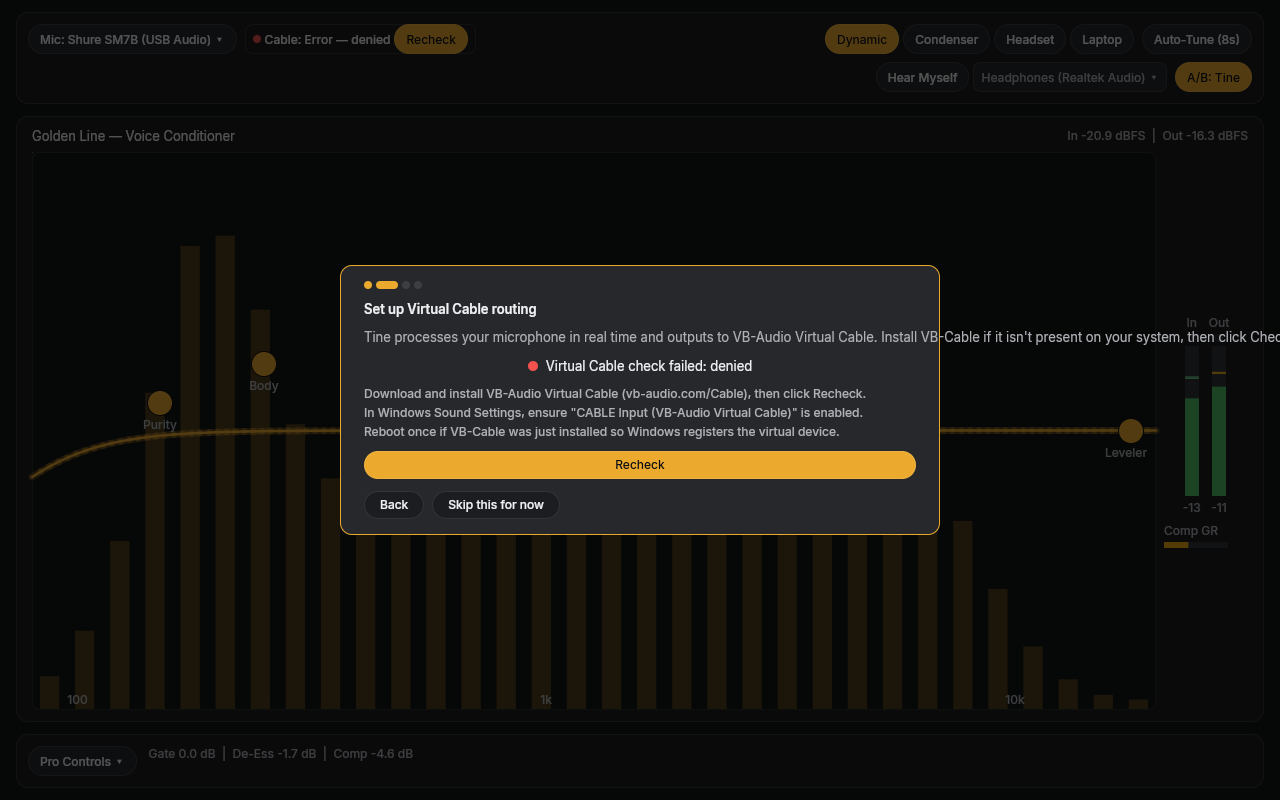 Mic: Shure SM7B (USB Audio)
Cable: Error — denied
Recheck
Dynamic
Condenser
Headset
Laptop
Auto-Tune (8s)
Hear Myself
Headphones (Realtek Audio)
A/B: Tine
Golden Line — Voice Conditioner
In -20.9 dBFS | Out -16.3 dBFS
Set up Virtual Cable routing
Tine processes your microphone in real time and outputs to VB-Audio Virtual Cable. Install VB-Cable if it isn't present on your system, then click Chec
Virtual Cable check failed: denied
Download and install VB-Audio Virtual Cable (vb-audio.com/Cable), then click Recheck.
In Windows Sound Settings, ensure "CABLE Input (VB-Audio Virtual Cable)" is enabled.
Reboot once if VB-Cable was just installed so Windows registers the virtual device.
Recheck
Back
Skip this for now
Purity
Body
Leveler
In
Out
-13
-11
Comp GR
100
1k
10k
Pro Controls
Gate 0.0 dB | De-Ess -1.7 dB | Comp -4.6 dB